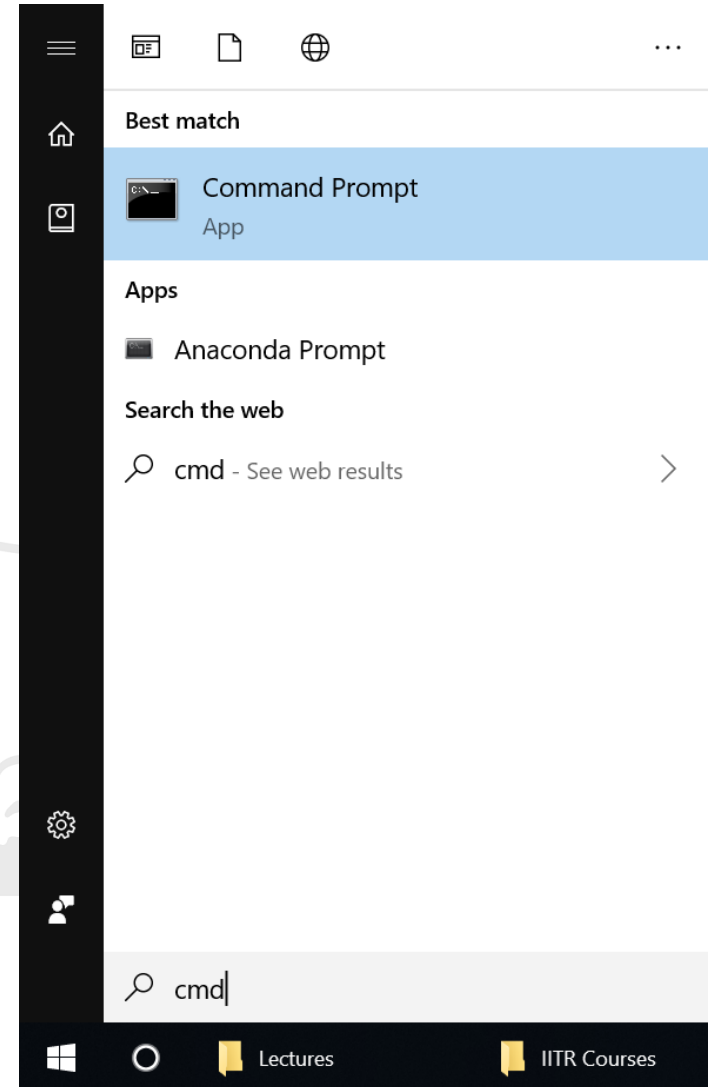 ...
Best match
Command Prompt
App
Apps
Anaconda Prompt
Search the web
cmd - See web results
cmd
Lectures
IITR Courses